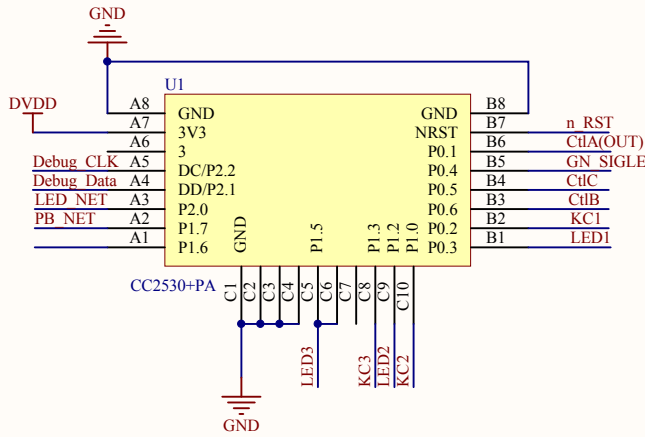 GND
U1
DVDD
A8 GND GND B8
A7 3V3 NRST B7 n_RST
A6 3 P0.1 B6 CtlA(OUT)
Debug_CLK A5 DC/P2.2 P0.4 B5 GN_SIGLE
Debug_Data A4 DD/P2.1 P0.5 B4 CtlC
LED_NET A3 P2.0 P0.6 B3 CtlB
PB_NET A2 P1.7 P0.2 B2 KC1
A1 P1.6 P0.3 B1 LED1
GND P1.5 P1.3 P1.2 P1.0
CC2530+PA
C1 C2 C3 C4 C5 C6 C7 C8 C9 C10
LED3 KC3 LED2 KC2
GND